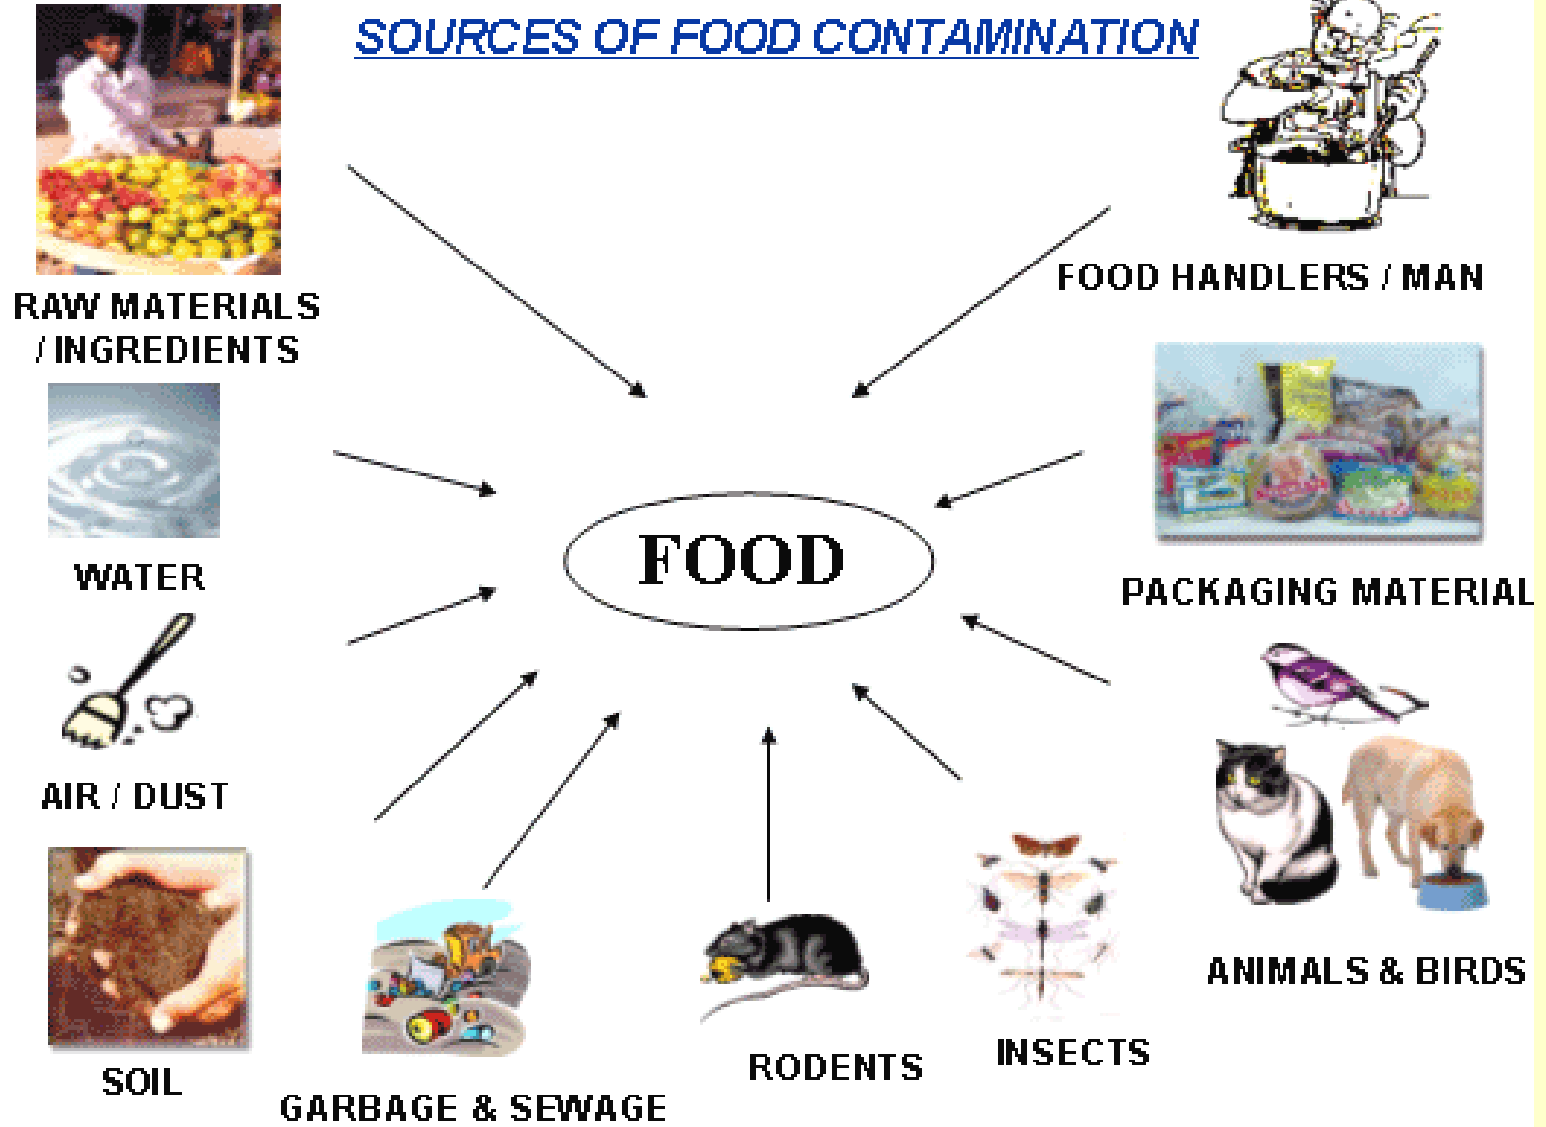 SOURCES OF FOOD CONTAMINATION
RAW MATERIALS
/ INGREDIENTS
FOOD HANDLERS / MAN
WATER
FOOD
PACKAGING MATERIAL
AIR / DUST
SOIL
GARBAGE & SEWAGE
RODENTS
INSECTS
ANIMALS & BIRDS